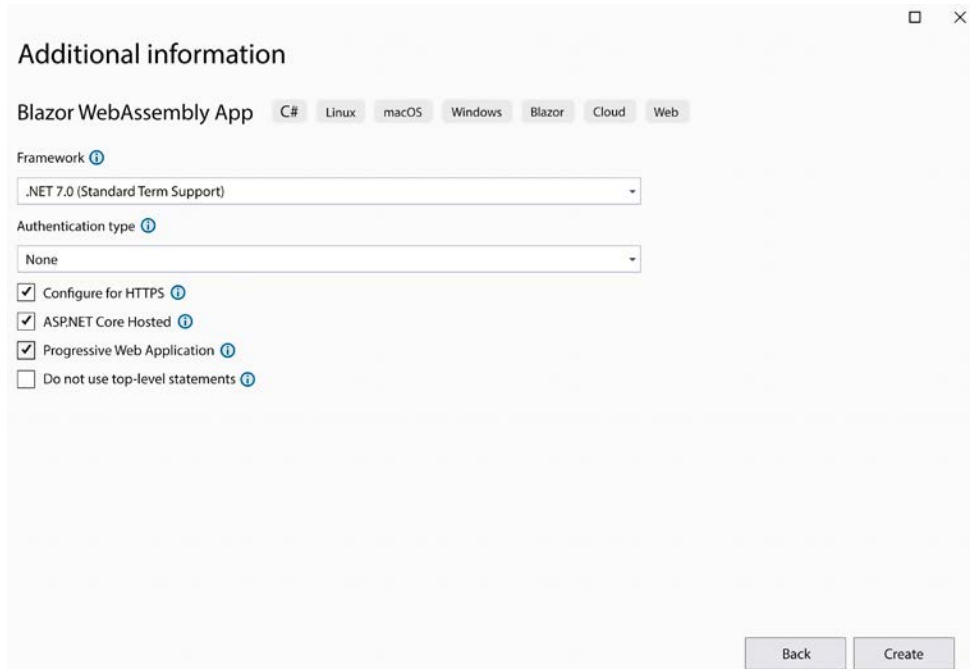 Additional information
Blazor WebAssembly App C# Linux macOS Windows Blazor Cloud Web
Framework
.NET 7.0 (Standard Term Support)
Authentication type
None
Configure for HTTPS
ASP.NET Core Hosted
Progressive Web Application
Do not use top-level statements
Back Create